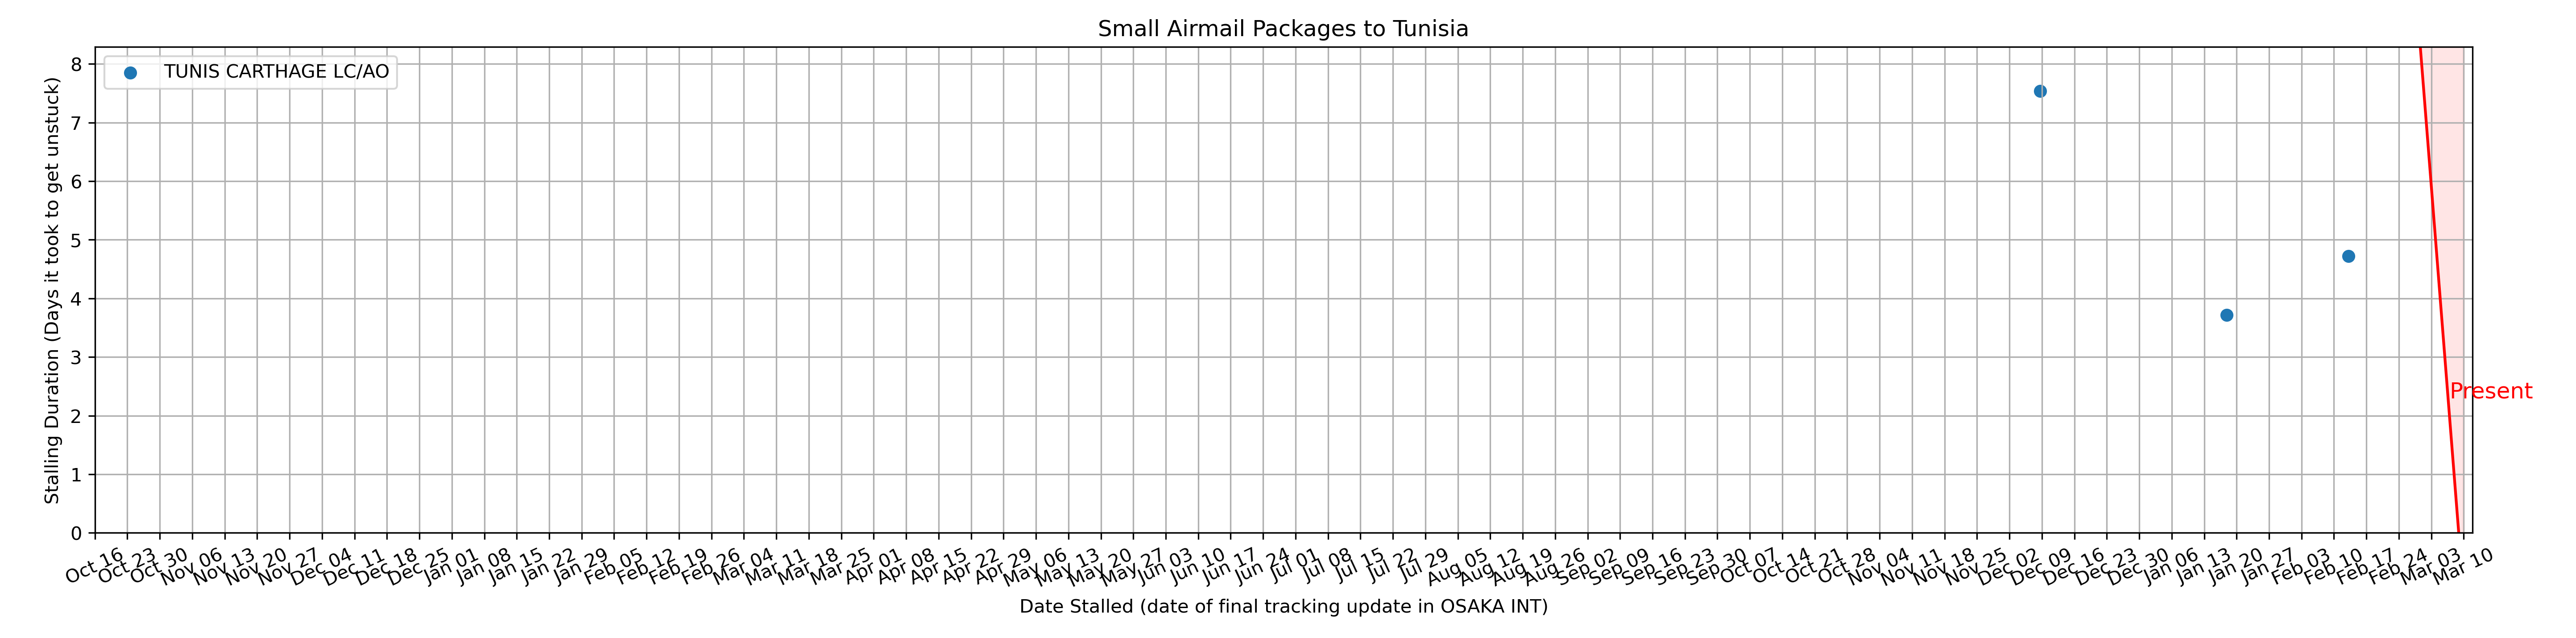 Small Airmail Packages to Tunisia
TUNIS CARTHAGE LC/AO
Stalling Duration (Days it took to get unstuck)
8
7
6
5
4
3
2
1
0
Present
Oct 16 Oct 23 Oct 30 Nov 06 Nov 13 Nov 20 Nov 27 Dec 04 Dec 11 Dec 18 Dec 25 Jan 01 Jan 08 Jan 15 Jan 22 Jan 29 Feb 05 Feb 12 Feb 19 Feb 26 Mar 04 Mar 11 Mar 18 Mar 25 Apr 01 Apr 08 Apr 15 Apr 22 Apr 29 May 06 May 13 May 20 May 27 Jun 03 Jun 10 Jun 17 Jun 24 Jul 01 Jul 08 Jul 15 Jul 22 Jul 29 Aug 05 Aug 12 Aug 19 Aug 26 Sep 02 Sep 09 Sep 16 Sep 23 Sep 30 Oct 07 Oct 14 Oct 21 Oct 28 Nov 04 Nov 11 Nov 18 Nov 25 Dec 02 Dec 09 Dec 16 Dec 23 Dec 30 Jan 06 Jan 13 Jan 20 Jan 27 Feb 03 Feb 10 Feb 17 Feb 24 Mar 03 Mar 10
Date Stalled (date of final tracking update in OSAKA INT)